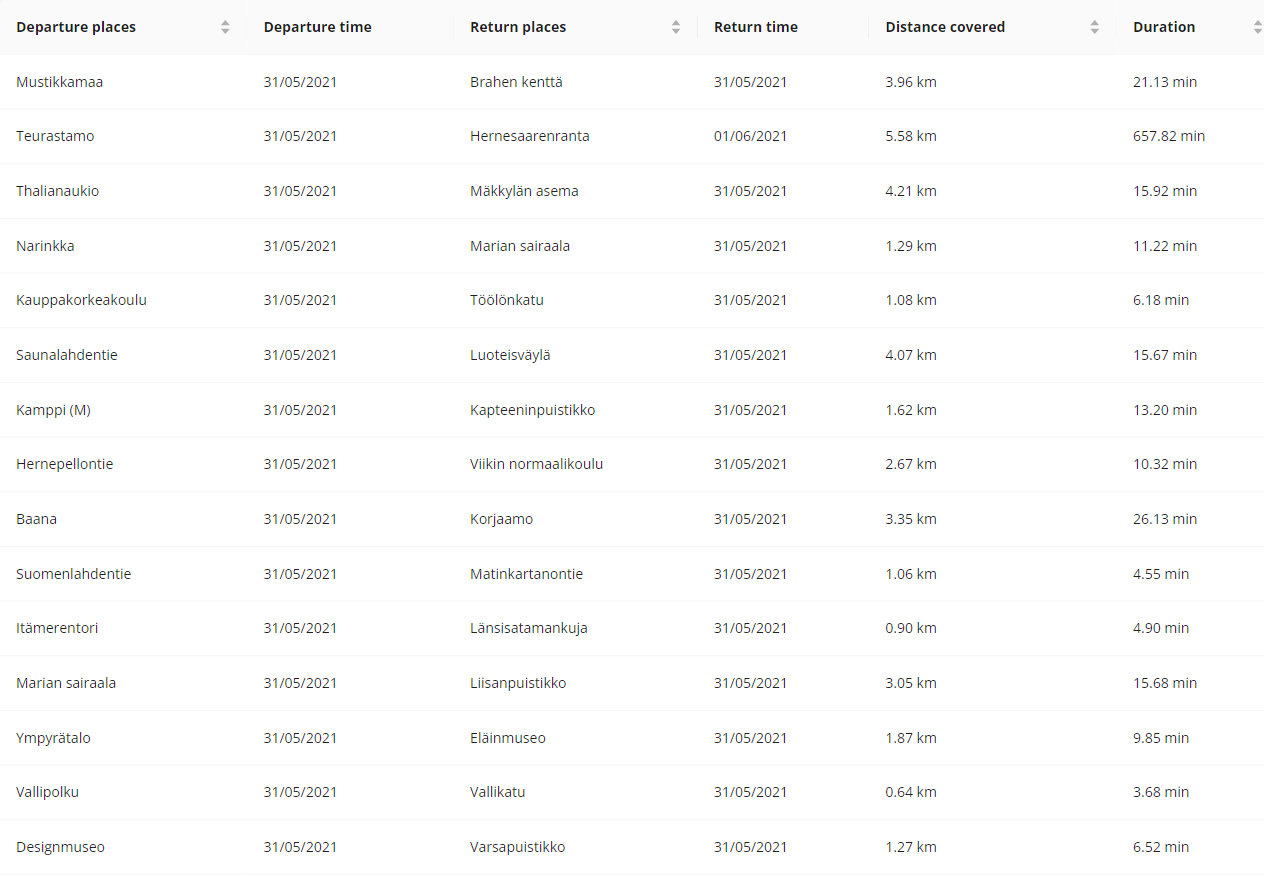 Departure places Departure time Return places Return time Distance covered Duration
Mustikkamaa 31/05/2021 Brahen kenttä 31/05/2021 3.96 km 21.13 min
Teurastamo 31/05/2021 Hernesaarenranta 01/06/2021 5.58 km 657.82 min
Thalianaukio 31/05/2021 Mäkkylän asema 31/05/2021 4.21 km 15.92 min
Narinkka 31/05/2021 Marian sairaala 31/05/2021 1.29 km 11.22 min
Kauppakorkeakoulu 31/05/2021 Töölönkatu 31/05/2021 1.08 km 6.18 min
Saunalahdentie 31/05/2021 Luoteisväylä 31/05/2021 4.07 km 15.67 min
Kamppi (M) 31/05/2021 Kapteeninpuistikko 31/05/2021 1.62 km 13.20 min
Hernepellontie 31/05/2021 Viikin normaalikoulu 31/05/2021 2.67 km 10.32 min
Baana 31/05/2021 Korjaamo 31/05/2021 3.35 km 26.13 min
Suomenlahdentie 31/05/2021 Matinkartanontie 31/05/2021 1.06 km 4.55 min
Itämerentori 31/05/2021 Länsisatamankuja 31/05/2021 0.90 km 4.90 min
Marian sairaala 31/05/2021 Liisanpuistikko 31/05/2021 3.05 km 15.68 min
Ympyrätalo 31/05/2021 Eläinmuseo 31/05/2021 1.87 km 9.85 min
Vallipolku 31/05/2021 Vallikatu 31/05/2021 0.64 km 3.68 min
Designmuseo 31/05/2021 Varsapuistikko 31/05/2021 1.27 km 6.52 min